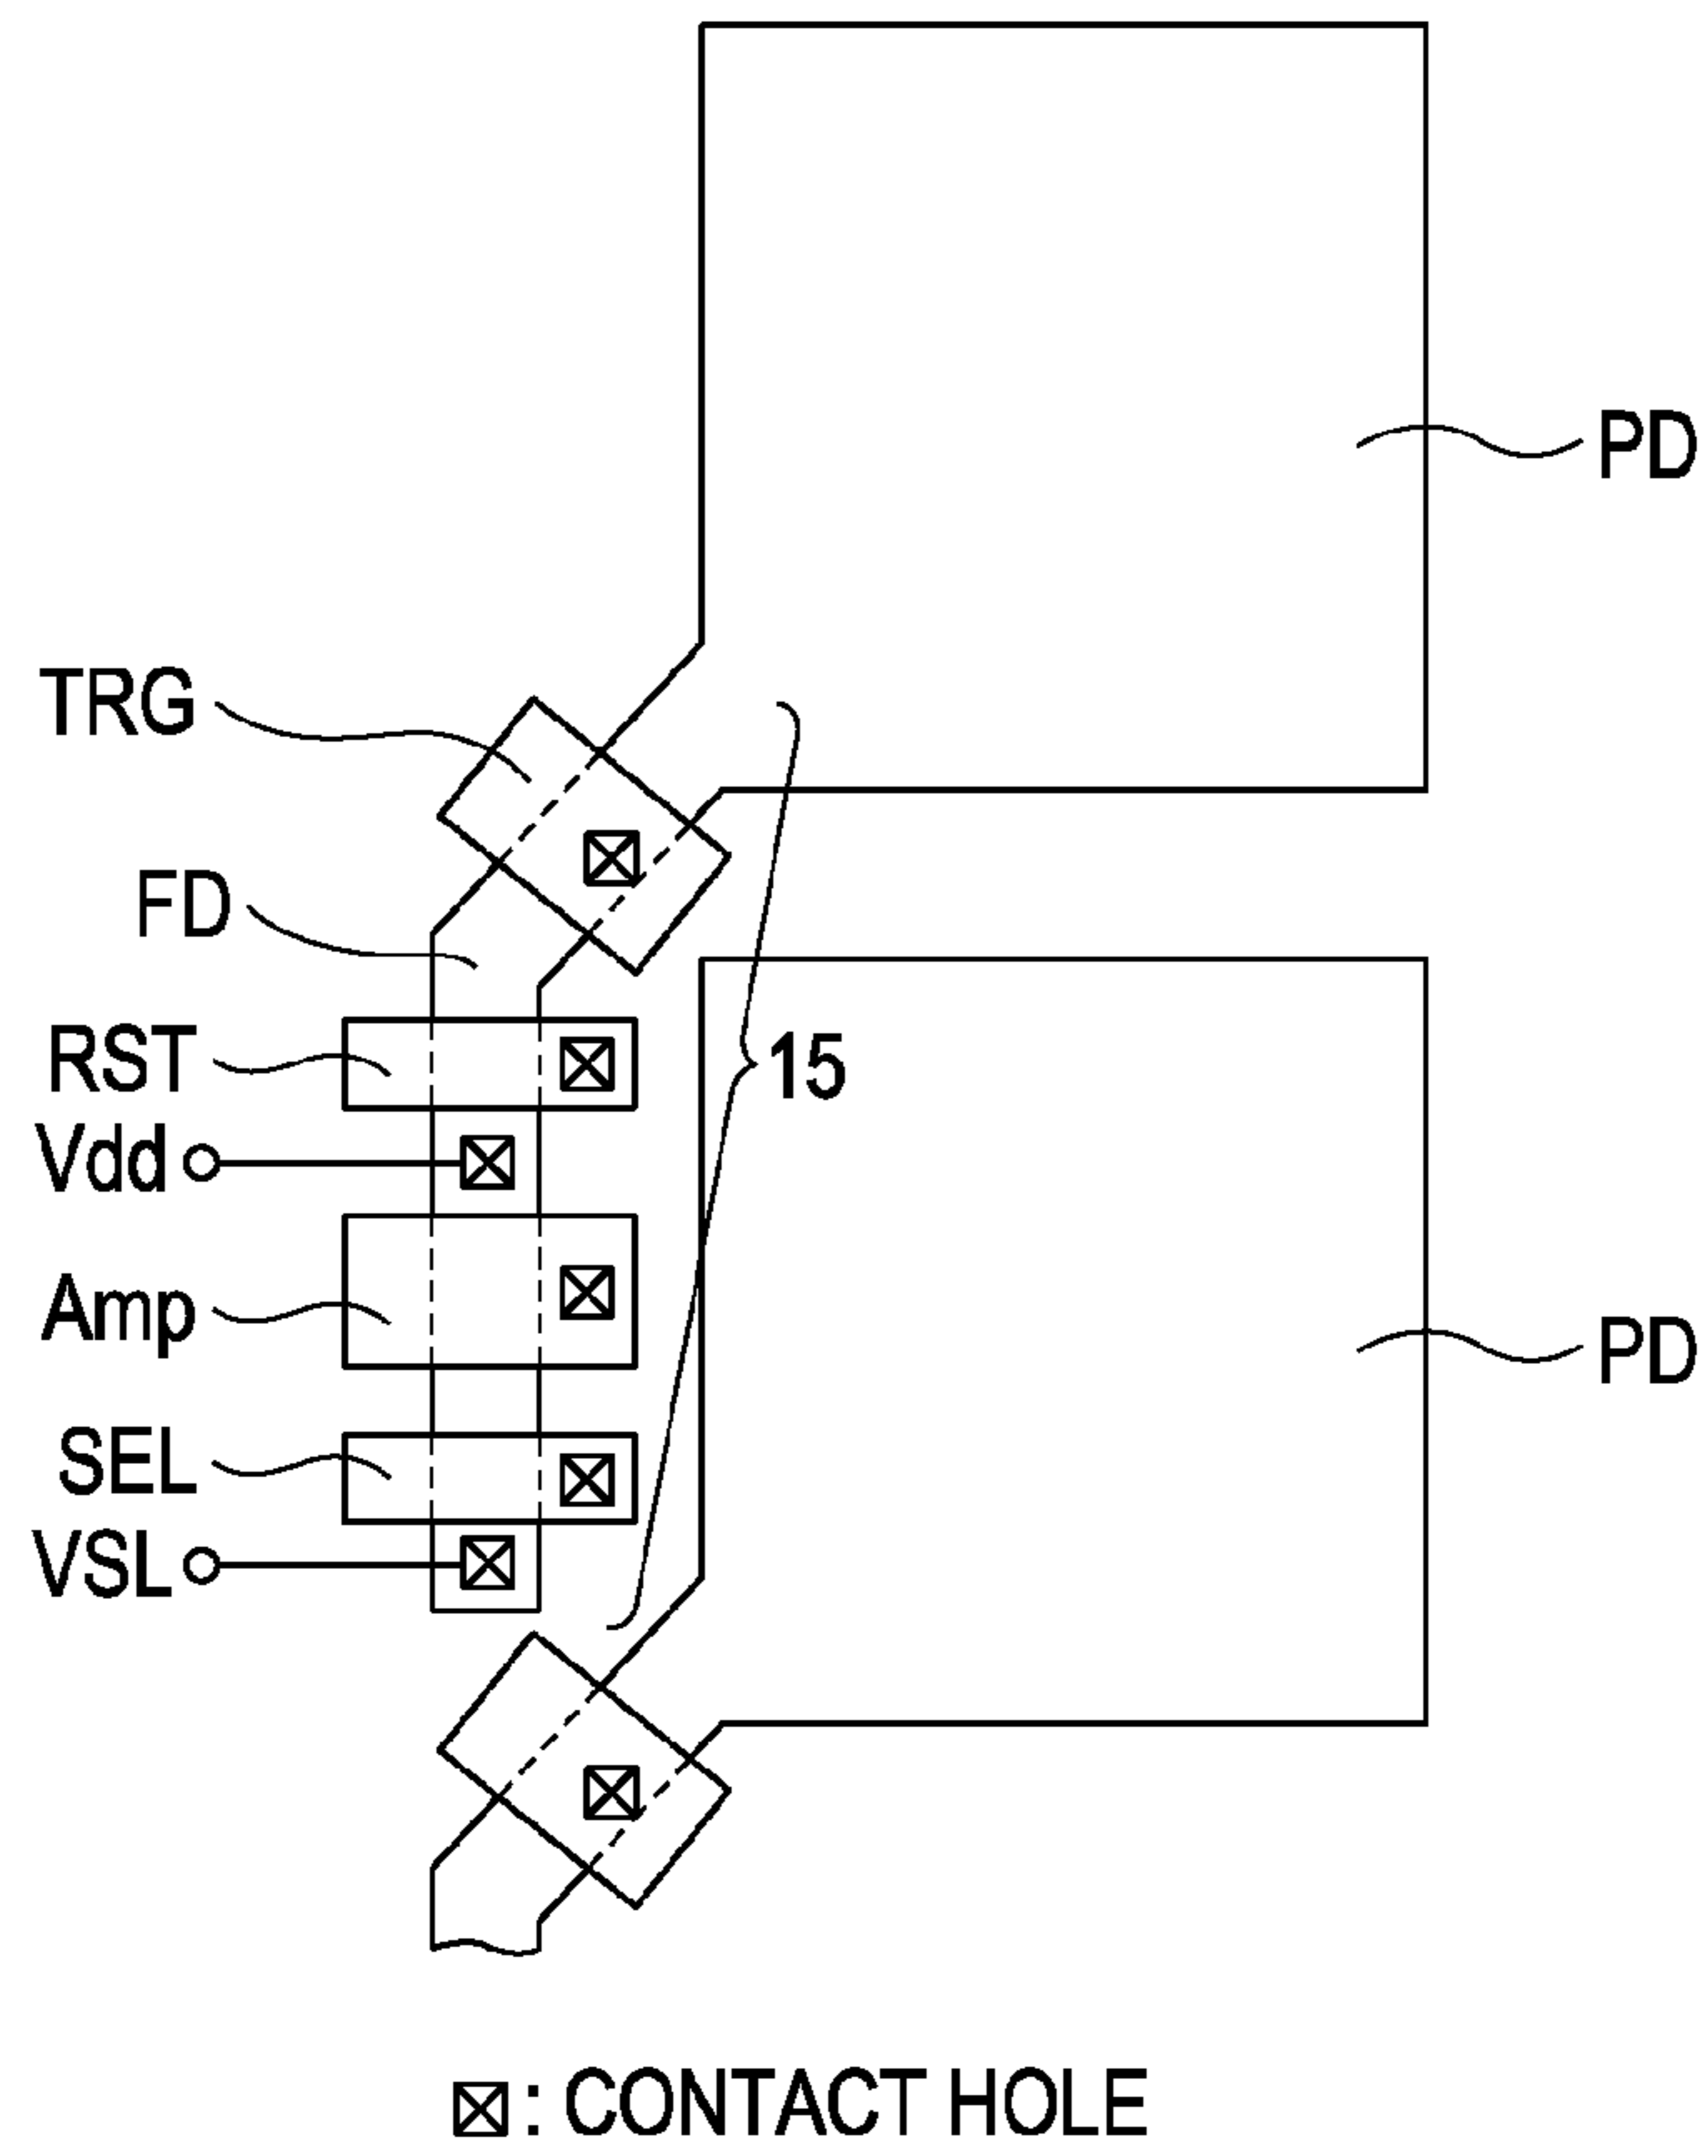 PD
TRG
FD
RST
15
Vdd
Amp
PD
SEL
VSL
: CONTACT HOLE